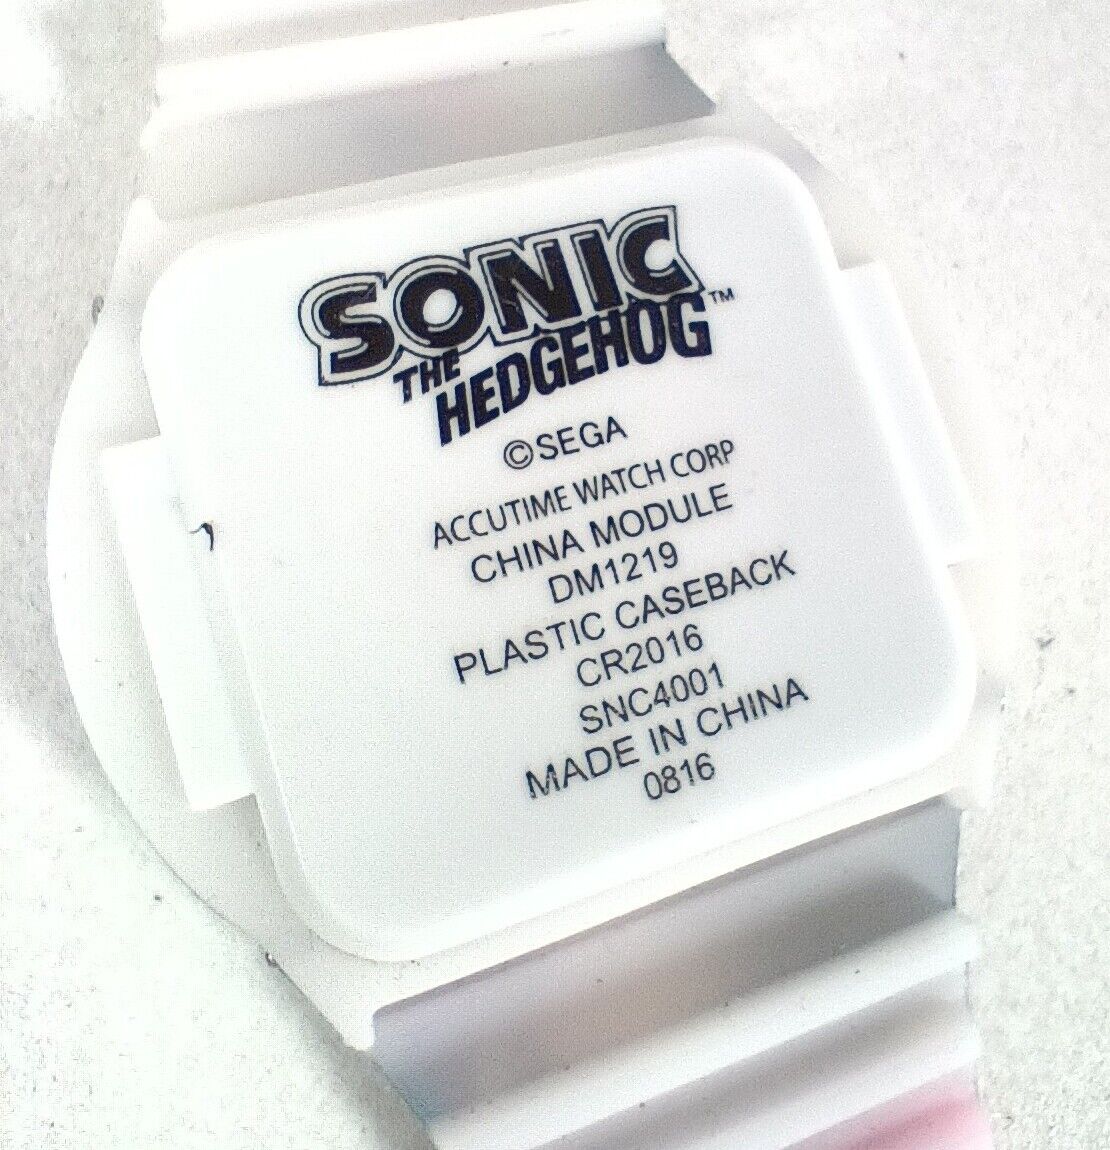 SONIC
THE
HEDGEHOG™
©SEGA
ACCUTIME WATCH CORP
CHINA MODULE
DM1219
PLASTIC CASEBACK
CR2016
SNC4001
MADE IN CHINA
0816